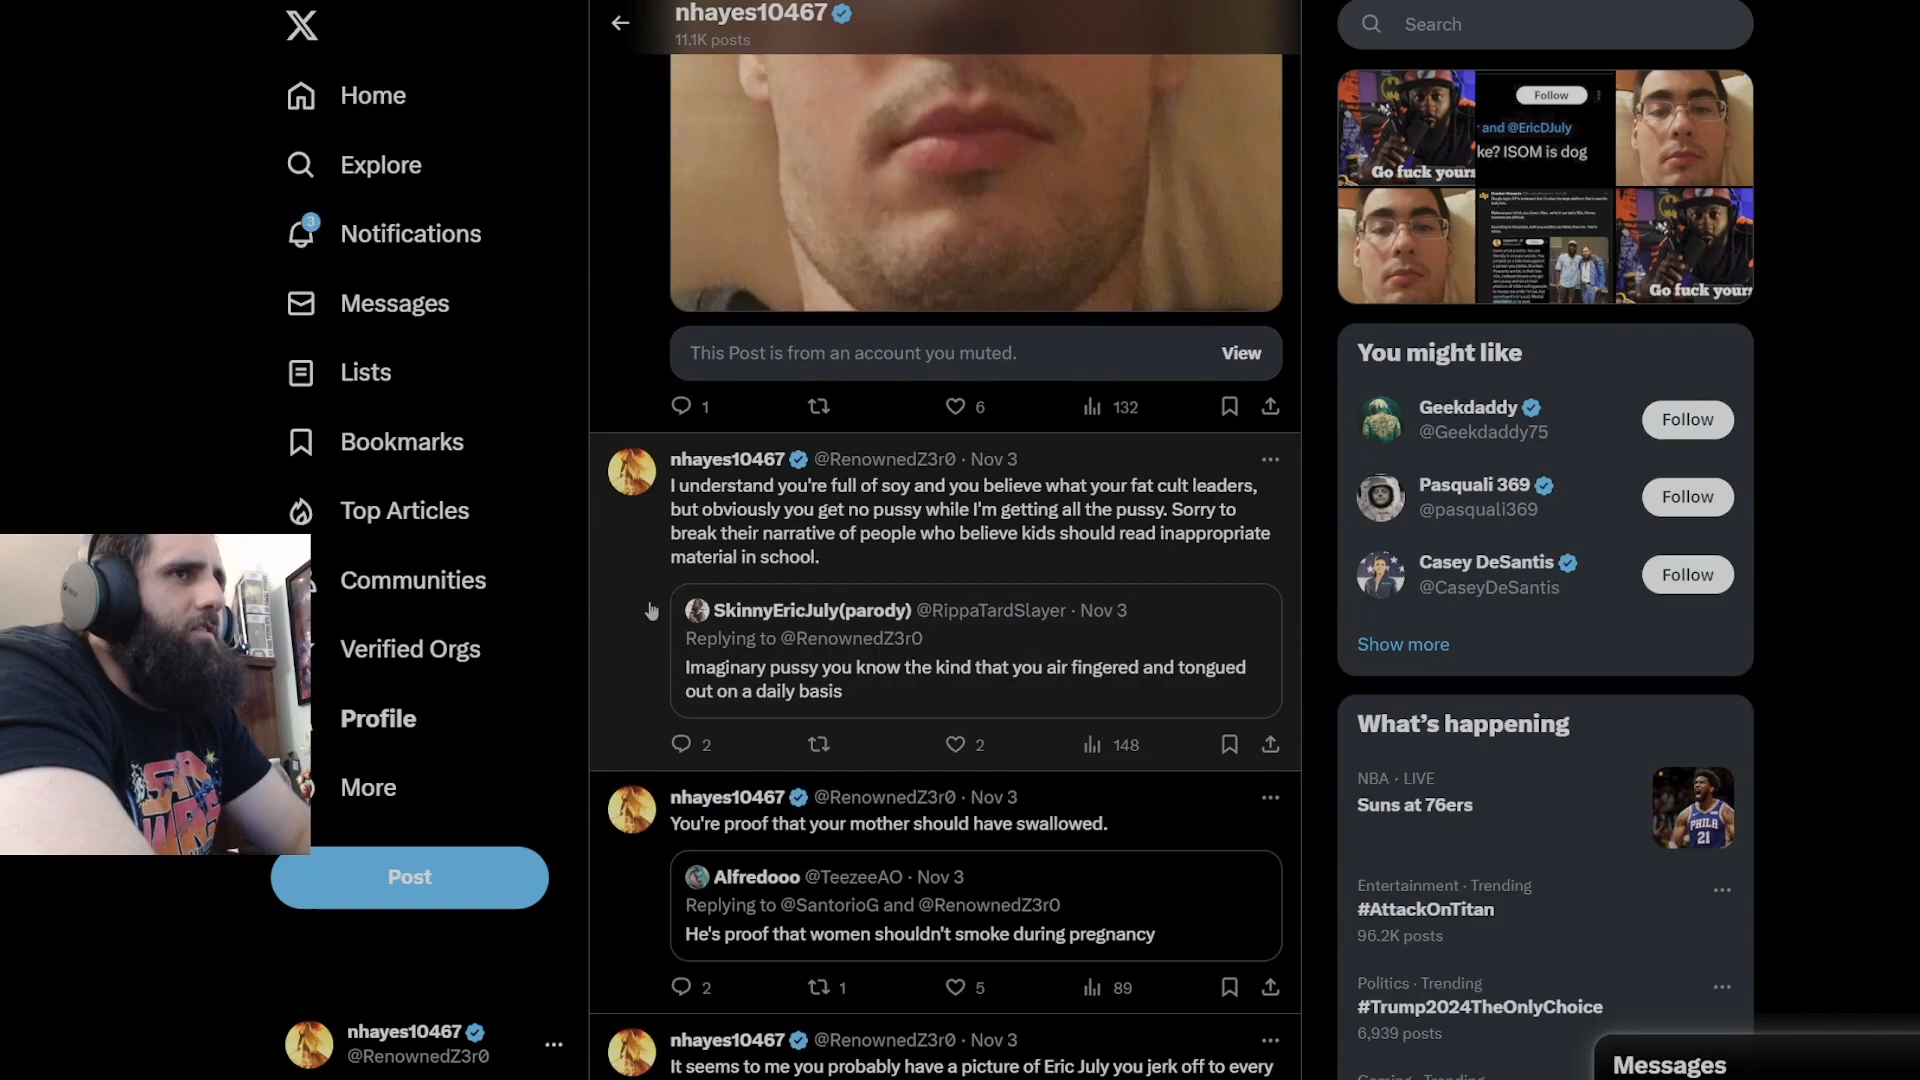 nhayes10467
11.1K posts
Search
Home
Explore
3
Notifications
Messages
Lists
Bookmarks
Top Articles
Communities
Verified Orgs
Profile
More
Post
nhayes10467
@RenownedZ3r0
This Post is from an account you muted.
View
1
6
132
nhayes10467 @RenownedZ3r0 · Nov 3
I understand you're full of soy and you believe what your fat cult leaders,
but obviously you get no pussy while I'm getting all the pussy. Sorry to
break their narrative of people who believe kids should read inappropriate
material in school.
SkinnyEricJuly(parody) @RippaTardSlayer · Nov 3
Replying to @RenownedZ3r0
Imaginary pussy you know the kind that you air fingered and tongued
out on a daily basis
2
2
148
nhayes10467 @RenownedZ3r0 · Nov 3
You're proof that your mother should have swallowed.
Alfredooo @TeezeeAO · Nov 3
Replying to @SantorioG and @RenownedZ3r0
He's proof that women shouldn't smoke during pregnancy
2
1
5
89
nhayes10467 @RenownedZ3r0 · Nov 3
It seems to me you probably have a picture of Eric July you jerk off to every
Follow
and @EricDJuly
ke? ISOM is dog
Go fuck yours
Go fuck yours
You might like
Geekdaddy
@Geekdaddy75
Follow
Pasquali 369
@pasquali369
Follow
Casey DeSantis
@CaseyDeSantis
Follow
Show more
What's happening
NBA · LIVE
Suns at 76ers
PHILA
21
Entertainment · Trending
#AttackOnTitan
96.2K posts
Politics · Trending
#Trump2024TheOnlyChoice
6,939 posts
Messages